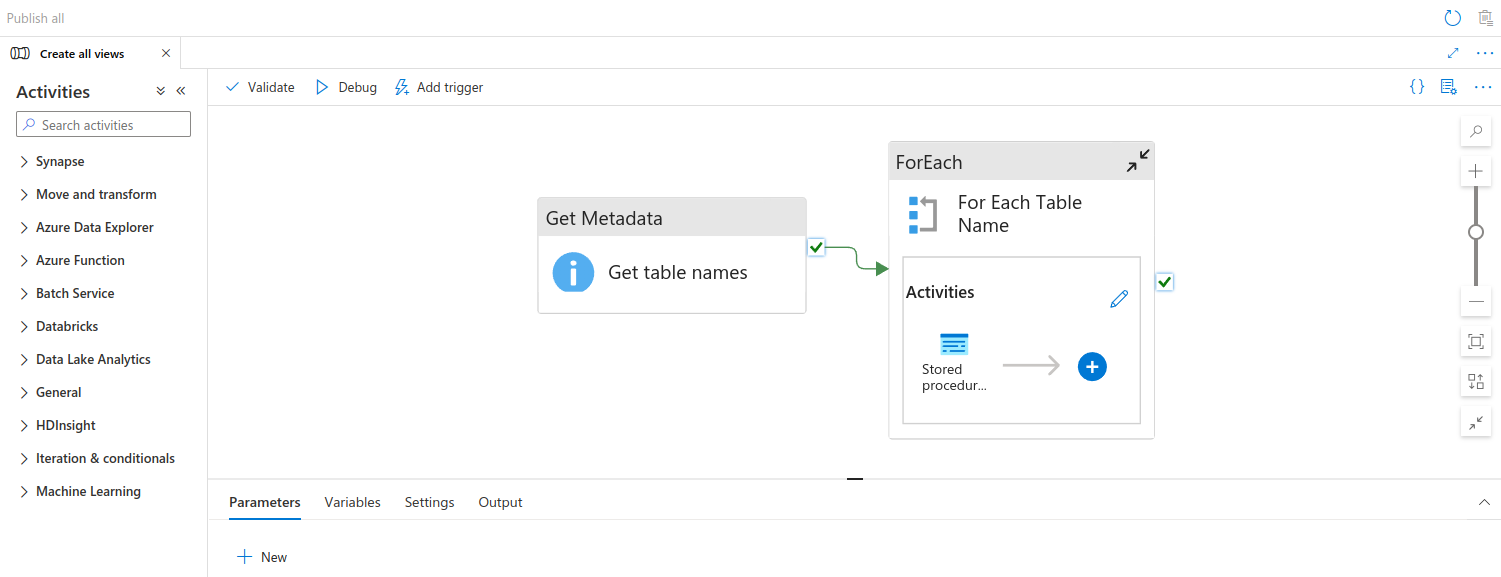 Publish all
Create all views
Activities
Search activities
Synapse
Move and transform
Azure Data Explorer
Azure Function
Batch Service
Databricks
Data Lake Analytics
General
HDInsight
Iteration & conditionals
Machine Learning
Validate
Debug
Add trigger
Get Metadata
Get table names
ForEach
For Each Table
Name
Activities
Stored
procedur...
Parameters
Variables
Settings
Output
New